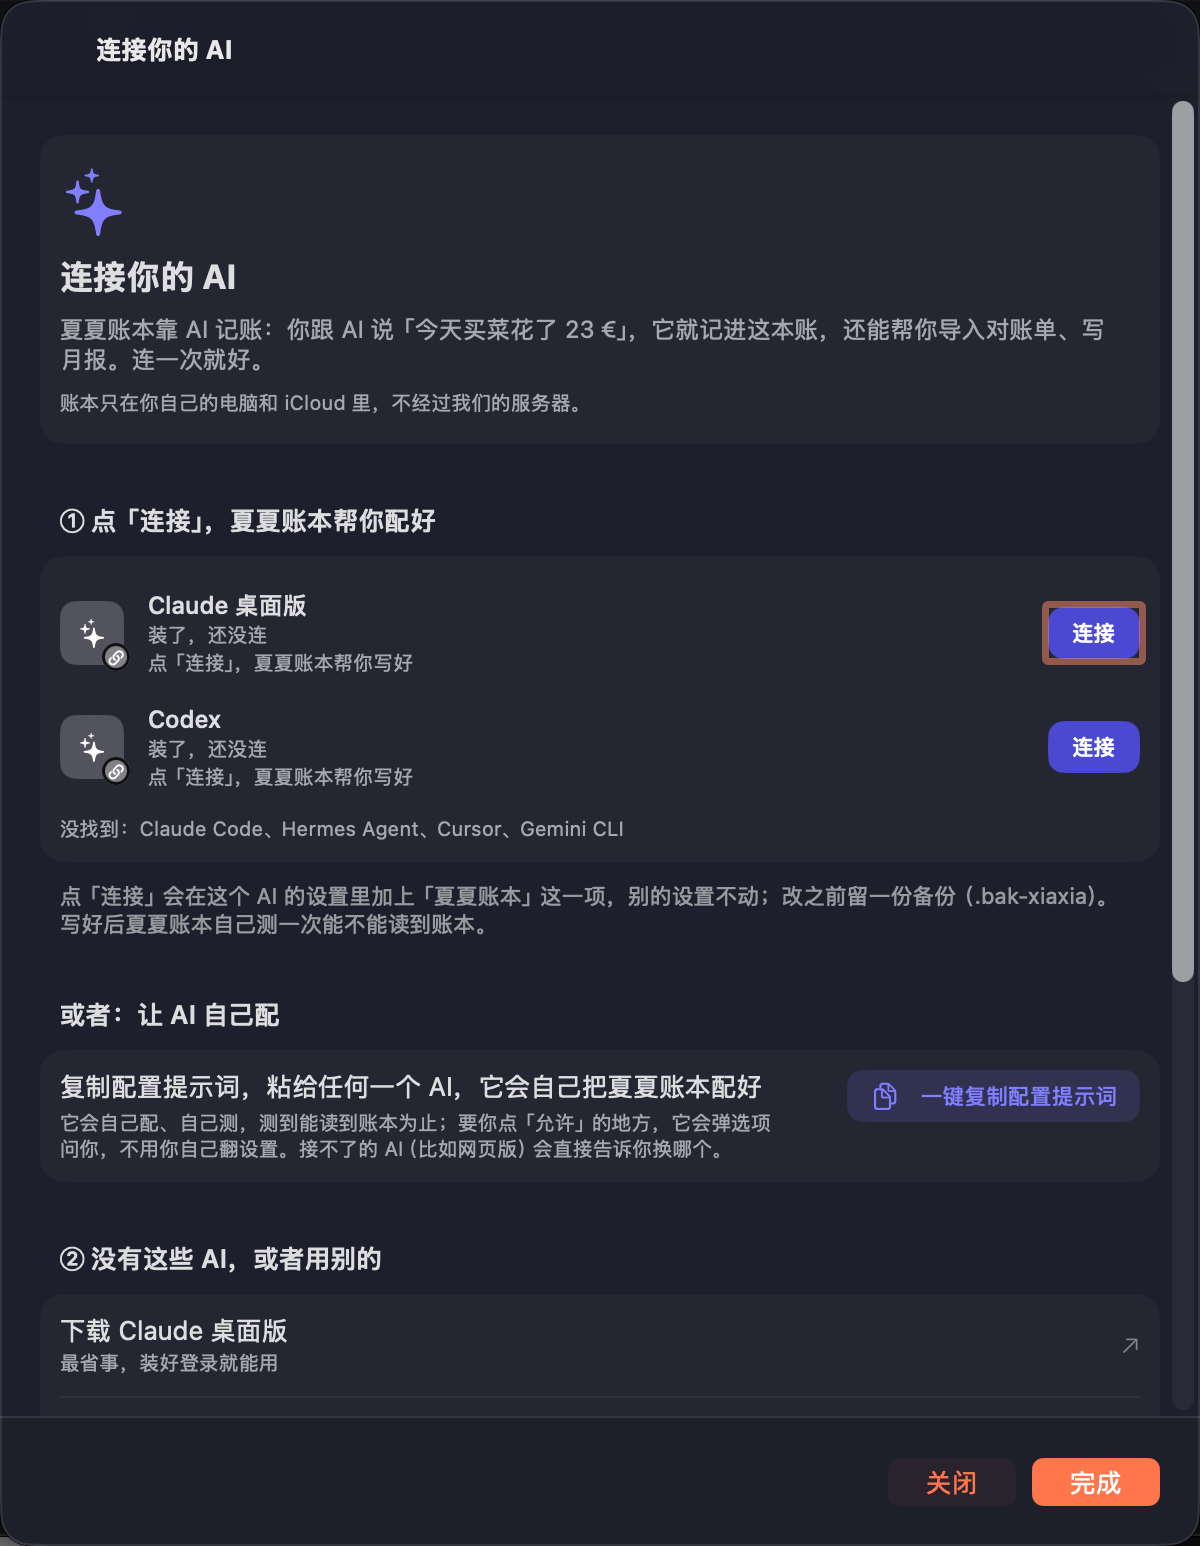 连接你的 AI
连接你的 AI
夏夏账本靠 AI 记账：你跟 AI 说「今天买菜花了 23 €」，它就记进这本账，还能帮你导入对账单、写
月报。连一次就好。
账本只在你自己的电脑和 iCloud 里，不经过我们的服务器。
① 点「连接」，夏夏账本帮你配好
Claude 桌面版
装了，还没连
点「连接」，夏夏账本帮你写好
连接
Codex
装了，还没连
点「连接」，夏夏账本帮你写好
连接
没找到：Claude Code、Hermes Agent、Cursor、Gemini CLI
点「连接」会在这个 AI 的设置里加上「夏夏账本」这一项，别的设置不动；改之前留一份备份（.bak-xiaxia）。
写好后夏夏账本自己测一次能不能读到账本。
或者：让 AI 自己配
复制配置提示词，粘给任何一个 AI，它会自己把夏夏账本配好
它会自己配、自己测，测到能读到账本为止；要你点「允许」的地方，它会弹选项
问你，不用你自己翻设置。接不了的 AI（比如网页版）会直接告诉你换哪个。
一键复制配置提示词
② 没有这些 AI，或者用别的
下载 Claude 桌面版
最省事，装好登录就能用
关闭
完成